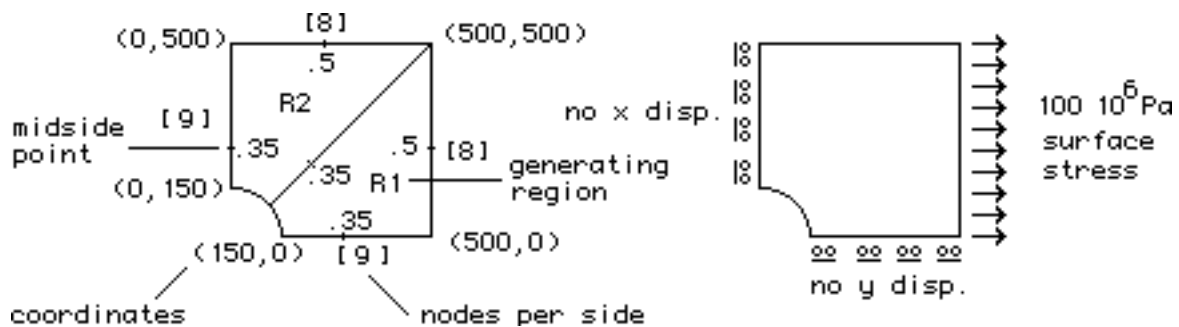 [8]
(0,500)
(500,500)
.5
R2
[9]
midside
point
.35
.5
[8]
.35
R1
generating
region
(0,150)
.35
(150,0)
[9]
(500,0)
coordinates
nodes per side
no x disp.
100 10⁶Pa
surface
stress
no y disp.